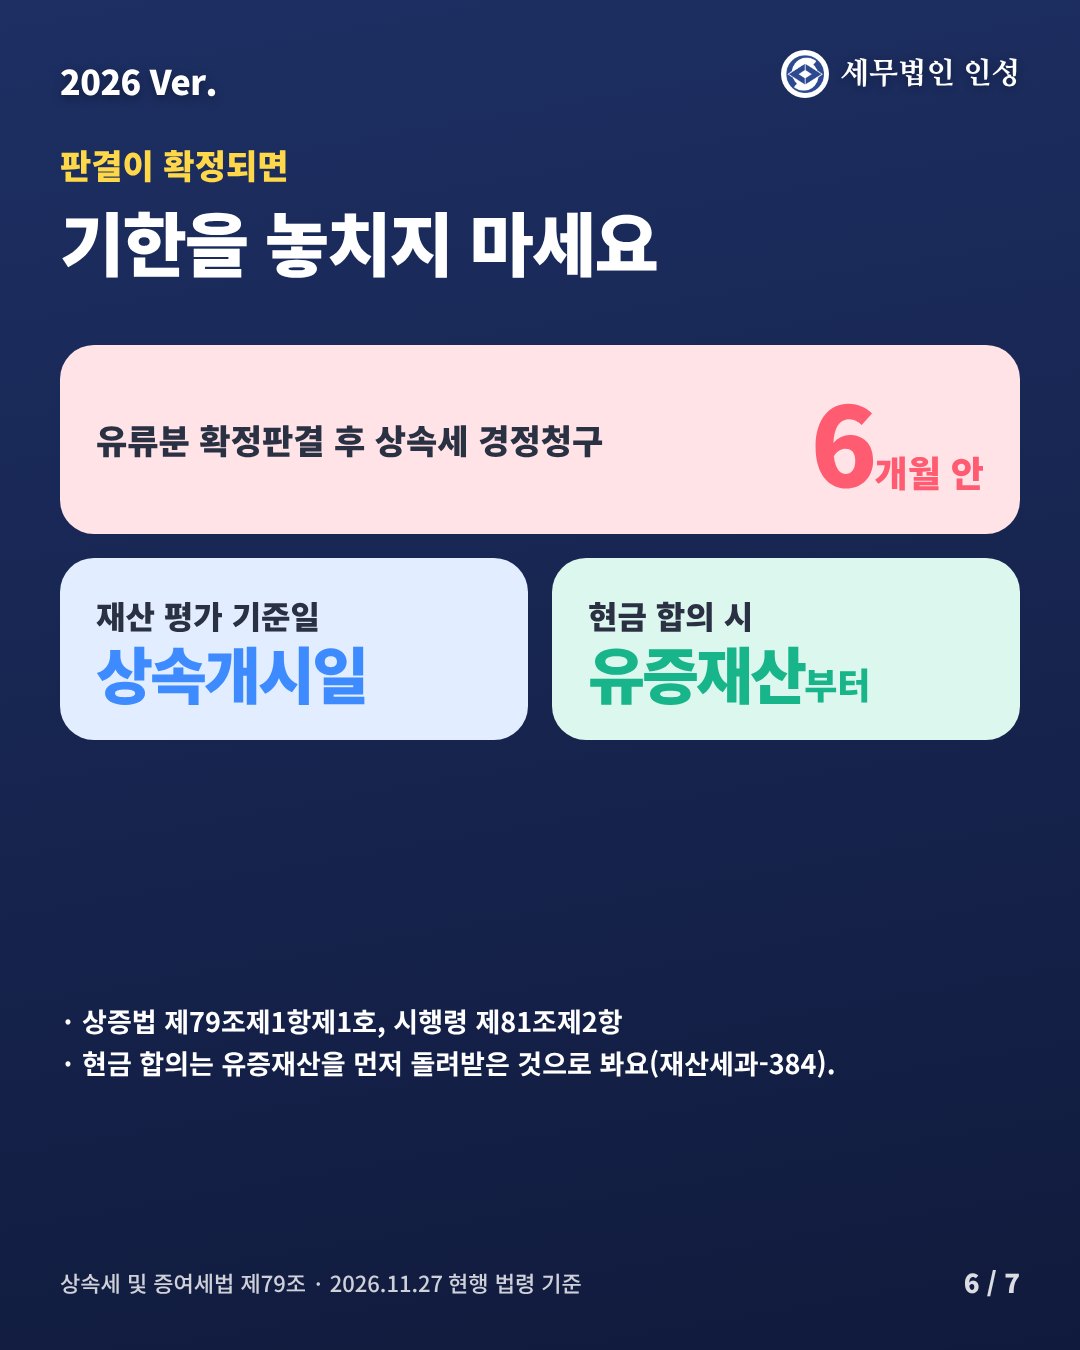 2026 Ver.
세무법인 인성
판결이 확정되면
기한을 놓치지 마세요
유류분 확정판결 후 상속세 경정청구
6개월 안
재산 평가 기준일
상속개시일
현금 합의 시
유증재산부터
· 상증법 제79조제1항제1호, 시행령 제81조제2항
· 현금 합의는 유증재산을 먼저 돌려받은 것으로 봐요(재산세과-384).
상속세 및 증여세법 제79조 · 2026.11.27 현행 법령 기준
6 / 7